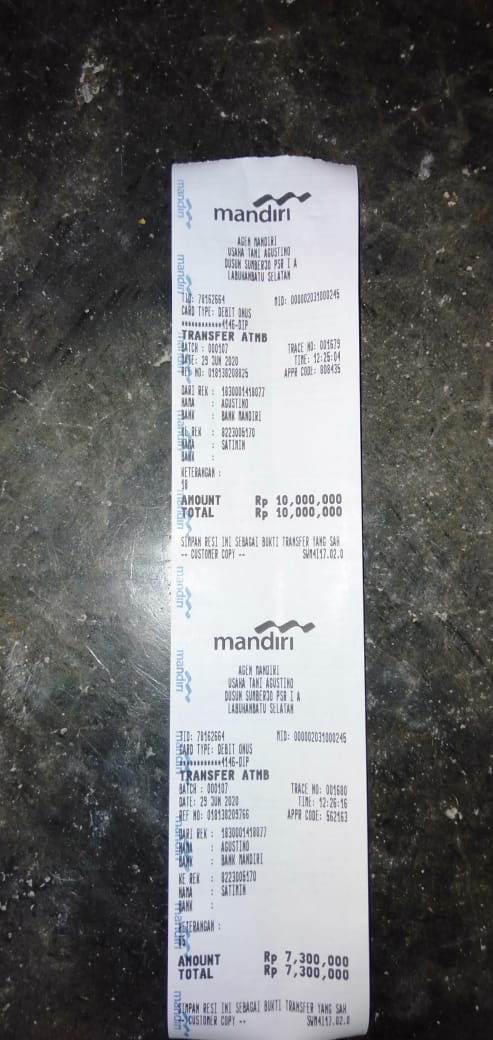 mandiri
AGEN MANDIRI
USAHA TANI AGUSTINO
DUSUN SUMBERJO PSR I A
LABUHANBATU SELATAN
TID: 78162664 MID: 000002031000245
CARD TYPE: DEBIT ONUS
************4146-DIP
TRANSFER ATMB
BATCH : 000107 TRACE NO: 001679
DATE: 29 JUN 2020 TIME: 12:25:04
REF NO: 018138208825 APPR CODE: 808435
DARI REK : 1830001418077
NAMA : AGUSTINO
BANK : BANK MANDIRI
KE REK : 8223006170
NAMA : SATIMIN
BANK :
KETERANGAN :
18
AMOUNT Rp 10,000,000
TOTAL Rp 10,000,000
SIMPAN RESI INI SEBAGAI BUKTI TRANSFER YANG SAH
-- CUSTOMER COPY -- SWM4I17.02.0
mandiri
AGEN MANDIRI
USAHA TANI AGUSTINO
DUSUN SUMBERJO PSR I A
LABUHANBATU SELATAN
TID: 78162664 MID: 000002031000245
CARD TYPE: DEBIT ONUS
************4146-DIP
TRANSFER ATMB
BATCH : 000107 TRACE NO: 001680
DATE: 29 JUN 2020 TIME: 12:26:16
REF NO: 018138209766 APPR CODE: 562163
DARI REK : 1830001418077
NAMA : AGUSTINO
BANK : BANK MANDIRI
KE REK : 8223006170
NAMA : SATIMIN
BANK :
KETERANGAN :
AMOUNT Rp 7,300,000
TOTAL Rp 7,300,000
SIMPAN RESI INI SEBAGAI BUKTI TRANSFER YANG SAH
-- CUSTOMER COPY -- SWM4I17.02.0